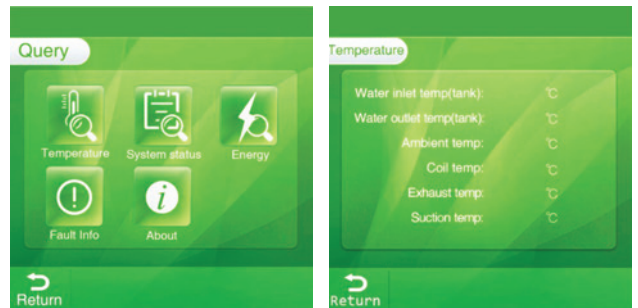 Query
Temperature
System status
Energy
Fault Info
About
Return
Temperature
Water inlet temp(tank): ℃
Water outlet temp(tank): ℃
Ambient temp: ℃
Coil temp: ℃
Exhaust temp: ℃
Suction temp: ℃
Return